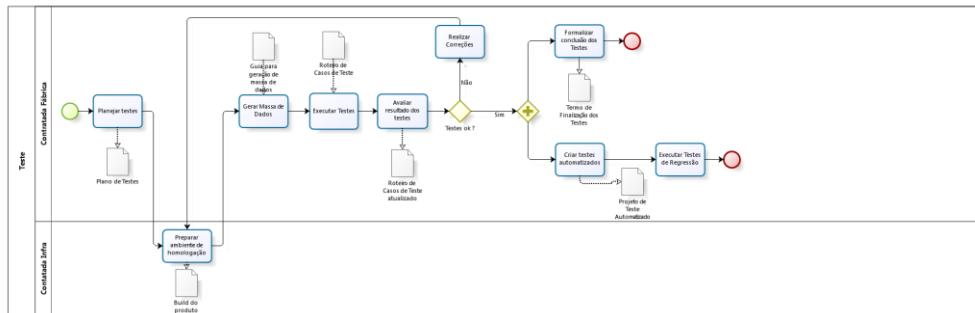 Teste
Contratada Fábrica
Planejar testes
Plano de Testes
Guia para
geração de
massa de
dados
Gerar Massa de
Dados
Roteiro de
Casos de Teste
Executar Testes
Avaliar
resultado dos
testes
Roteiro de
Casos de Teste
atualizado
Realizar
Correções
Não
Testes ok ?
Sim
Formalizar
conclusão dos
Testes
Termo de
Finalização dos
Testes
Criar testes
automatizados
Projeto de
Teste
Automatizado
Executar Testes
de Regressão
Contatada Infra
Preparar
ambiente de
homologação
Build do
produto